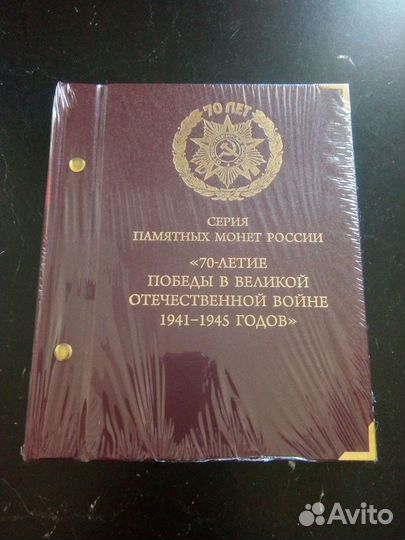 70 ЛЕТ
СЕРИЯ
ПАМЯТНЫХ МОНЕТ РОССИИ
«70-ЛЕТИЕ
ПОБЕДЫ В ВЕЛИКОЙ
ОТЕЧЕСТВЕННОЙ ВОЙНЕ
1941–1945 ГОДОВ»
Avito